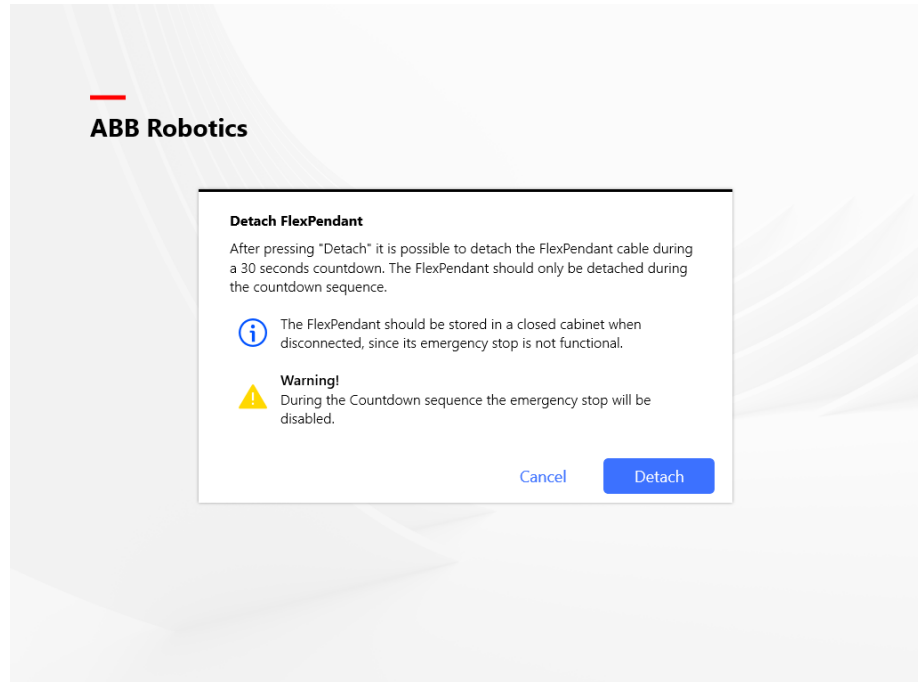 ABB Robotics
Detach FlexPendant
After pressing "Detach" it is possible to detach the FlexPendant cable during
a 30 seconds countdown. The FlexPendant should only be detached during
the countdown sequence.
The FlexPendant should be stored in a closed cabinet when
disconnected, since its emergency stop is not functional.
Warning!
During the Countdown sequence the emergency stop will be
disabled.
Cancel
Detach